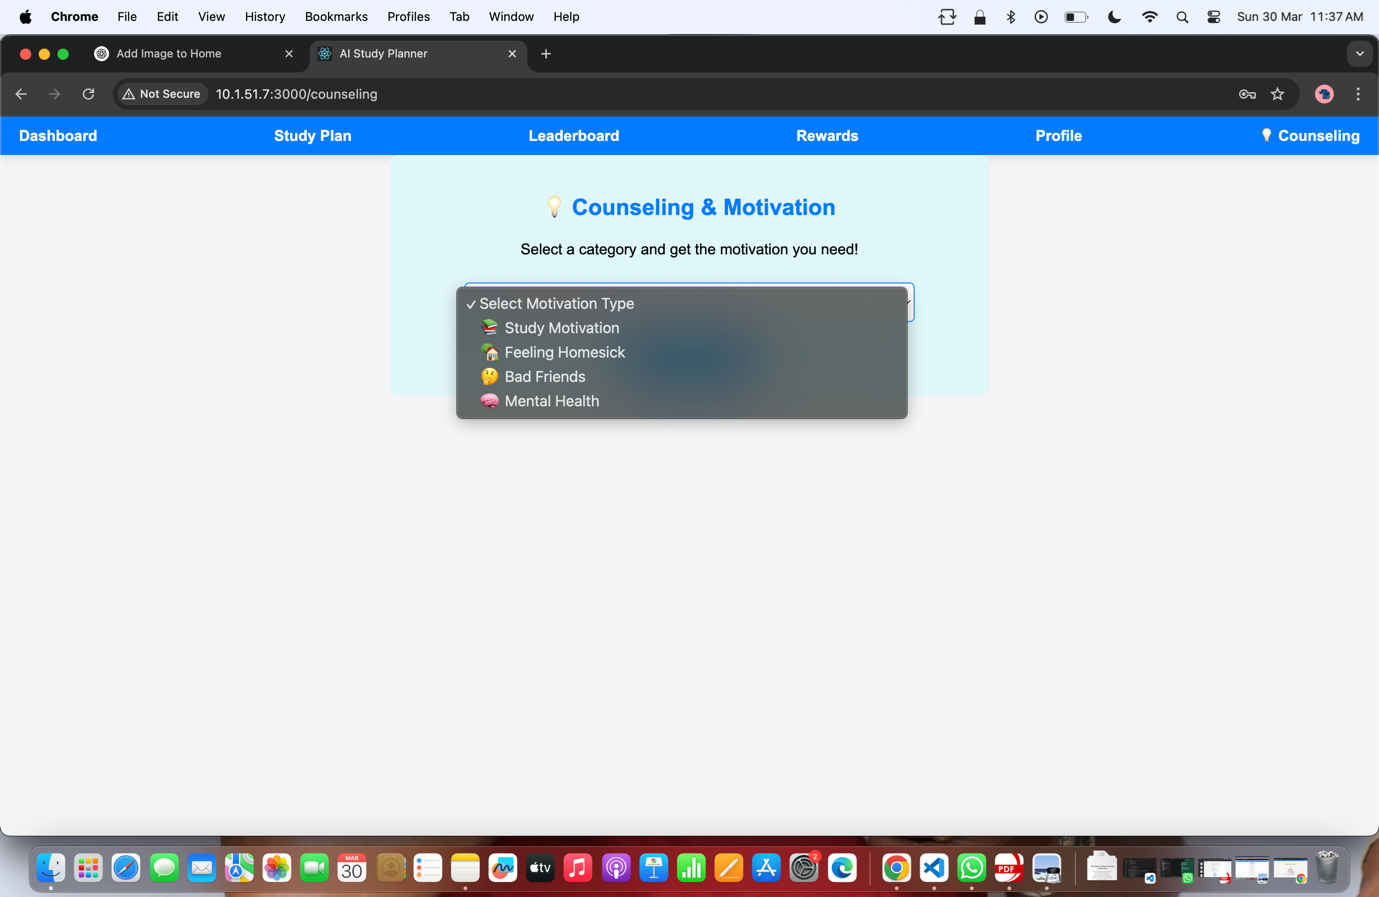 Chrome File Edit View History Bookmarks Profiles Tab Window Help Sun 30 Mar 11:37 AM
Add Image to Home AI Study Planner
Not Secure 10.1.51.7:3000/counseling
Dashboard Study Plan Leaderboard Rewards Profile 💡 Counseling
💡 Counseling & Motivation
Select a category and get the motivation you need!
✓ Select Motivation Type
📚 Study Motivation
🏡 Feeling Homesick
🤔 Bad Friends
🧠 Mental Health
MAR
30
tv
2
PDF